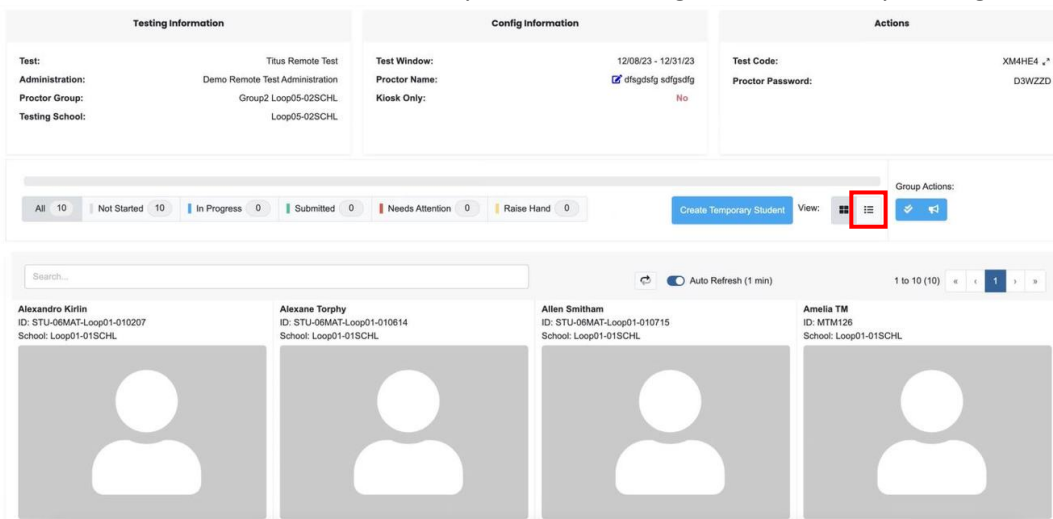 Testing Information
Config Information
Actions
Test: Titus Remote Test
Administration: Demo Remote Test Administration
Proctor Group: Group2 Loop05-02SCHL
Testing School: Loop05-02SCHL
Test Window: 12/08/23 - 12/31/23
Proctor Name: dfsgdsfg sdfgsdfg
Kiosk Only: No
Test Code: XM4HE4
Proctor Password: D3WZZD
All 10 Not Started 10 In Progress 0 Submitted 0 Needs Attention 0 Raise Hand 0
Create Temporary Student
View:
Group Actions:
Search...
Auto Refresh (1 min)
1 to 10 (10) « ‹ 1 › »
Alexandro Kirlin
ID: STU-06MAT-Loop01-010207
School: Loop01-01SCHL
Alexane Torphy
ID: STU-06MAT-Loop01-010614
School: Loop01-01SCHL
Allen Smitham
ID: STU-06MAT-Loop01-010715
School: Loop01-01SCHL
Amelia TM
ID: MTM126
School: Loop01-01SCHL